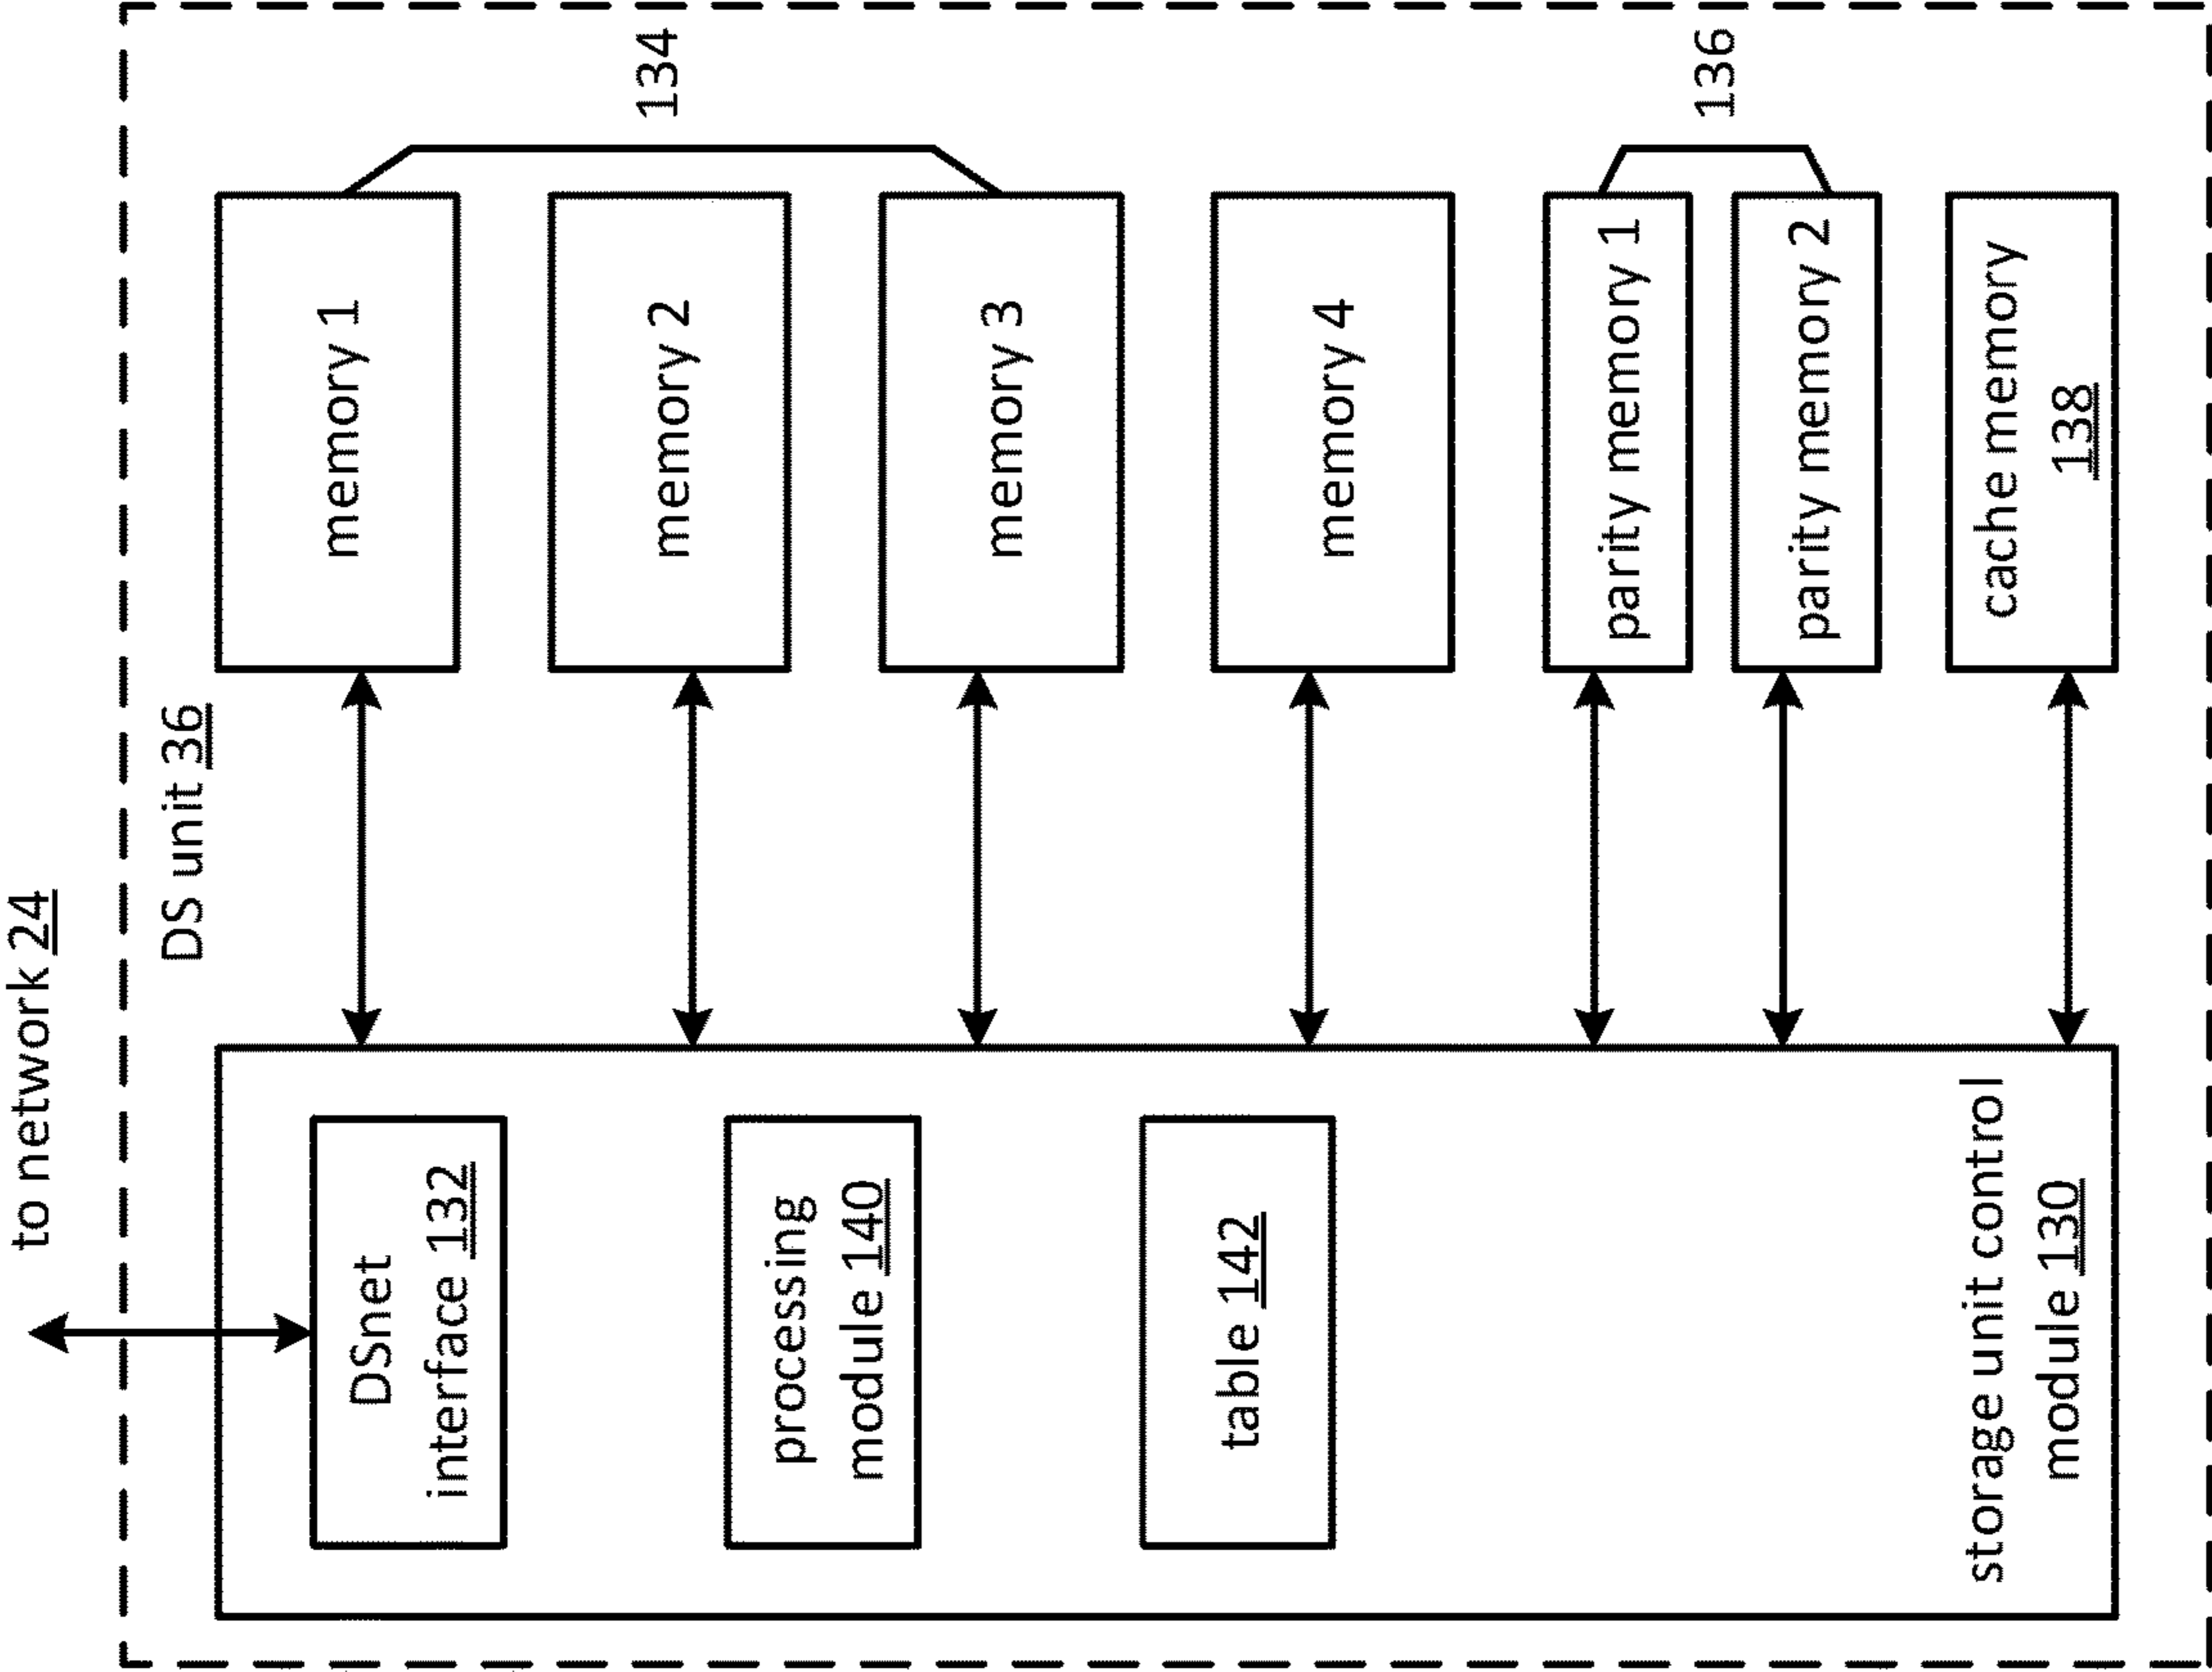 to network 24
DS unit 36
DSnet
interface 132
processing
module 140
table 142
storage unit control
module 130
memory 1
memory 2
memory 3
memory 4
parity memory 1
parity memory 2
cache memory
138
134
136